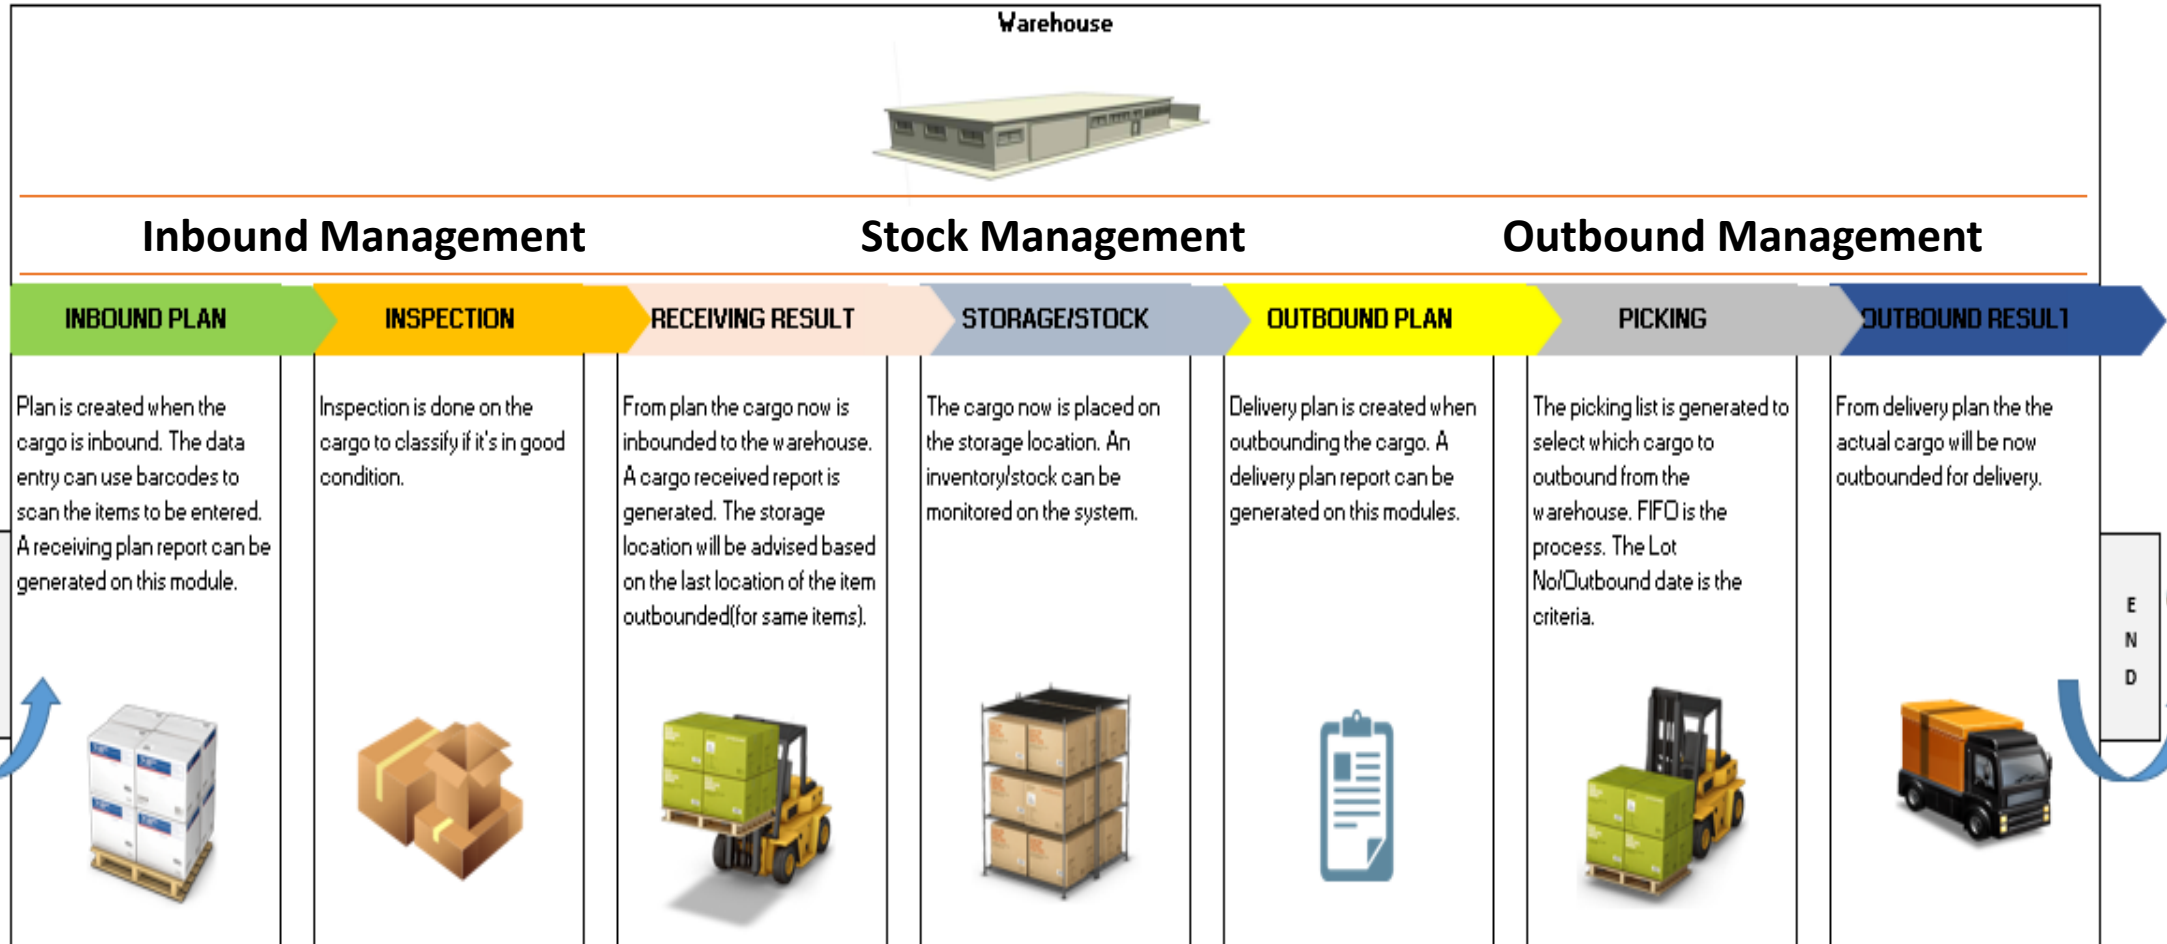 Warehouse
Inbound Management
Stock Management
Outbound Management
INBOUND PLAN
INSPECTION
RECEIVING RESULT
STORAGE/STOCK
OUTBOUND PLAN
PICKING
OUTBOUND RESULT
Plan is created when the
cargo is inbound. The data
entry can use barcodes to
scan the items to be entered.
A receiving plan report can be
generated on this module.
Inspection is done on the
cargo to classify if it's in good
condition.
From plan the cargo now is
inbounded to the warehouse.
A cargo received report is
generated. The storage
location will be advised based
on the last location of the item
outbounded(for same items).
The cargo now is placed on
the storage location. An
inventory/stock can be
monitored on the system.
Delivery plan is created when
outbounding the cargo. A
delivery plan report can be
generated on this modules.
The picking list is generated to
select which cargo to
outbound from the
warehouse. FIFO is the
process. The Lot
No/Outbound date is the
criteria.
From delivery plan the the
actual cargo will be now
outbounded for delivery.
E
N
D